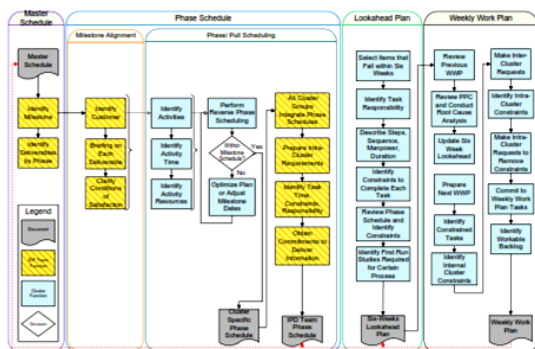 Master
Schedule
Phase Schedule
Lookahead Plan
Weekly Work Plan
Milestone Alignment
Phase/ Pull Scheduling
Master
Schedule
Identify
Milestone
Identify
Deliverables
by Phase
Legend
Document
IPD Team
Function
Cluster
Function
Decision
Identify
Customer
Briefing on Each
Deliverable
Clarify
Conditions of
Satisfaction
Identify
Activities
Identify
Activity
Time
Identify
Activity
Resources
Perform
Reverse Phase
Scheduling
Within
Milestone
Schedule?
Yes
No
Optimize Plan
or Adjust
Milestone
Dates
Cluster
Specific
Phase
Schedule
All Cluster
Groups
Integrate Phase
Schedules
Prepare Intra-
Cluster
Requirements
Identify
Task Time
Constraints
Responsibility
Obtain
Commitments to
Deliver
Information
IPD Team
Phase
Schedule
Select Items
that Fall within
Six Weeks
Identify
Task
Responsibility
Describe Steps,
Sequence,
Manpower,
Duration
Identify
Constraints to
Complete Each
Task
Review Phase
Schedule and
Identify
Constraints
Identify First Run
Studies Required
for Certain
Process
Six-Weeks
Lookahead
Plan
Review
Previous
WWP
Review PPC
and Conduct
Root Cause
Analysis
Update Six
Week
Lookahead
Prepare
Next WWP
Identify
Constrained
Tasks
Identify
Internal Cluster
Constraints
Make Inter-
Cluster
Requests
Identify Intra-
Cluster
Constraints
Make Intra-
Cluster
Requests to
Remove
Constraints
Commit to
Weekly Work
Plan Tasks
Identify
Workable
Backlog
Weekly Work
Plan